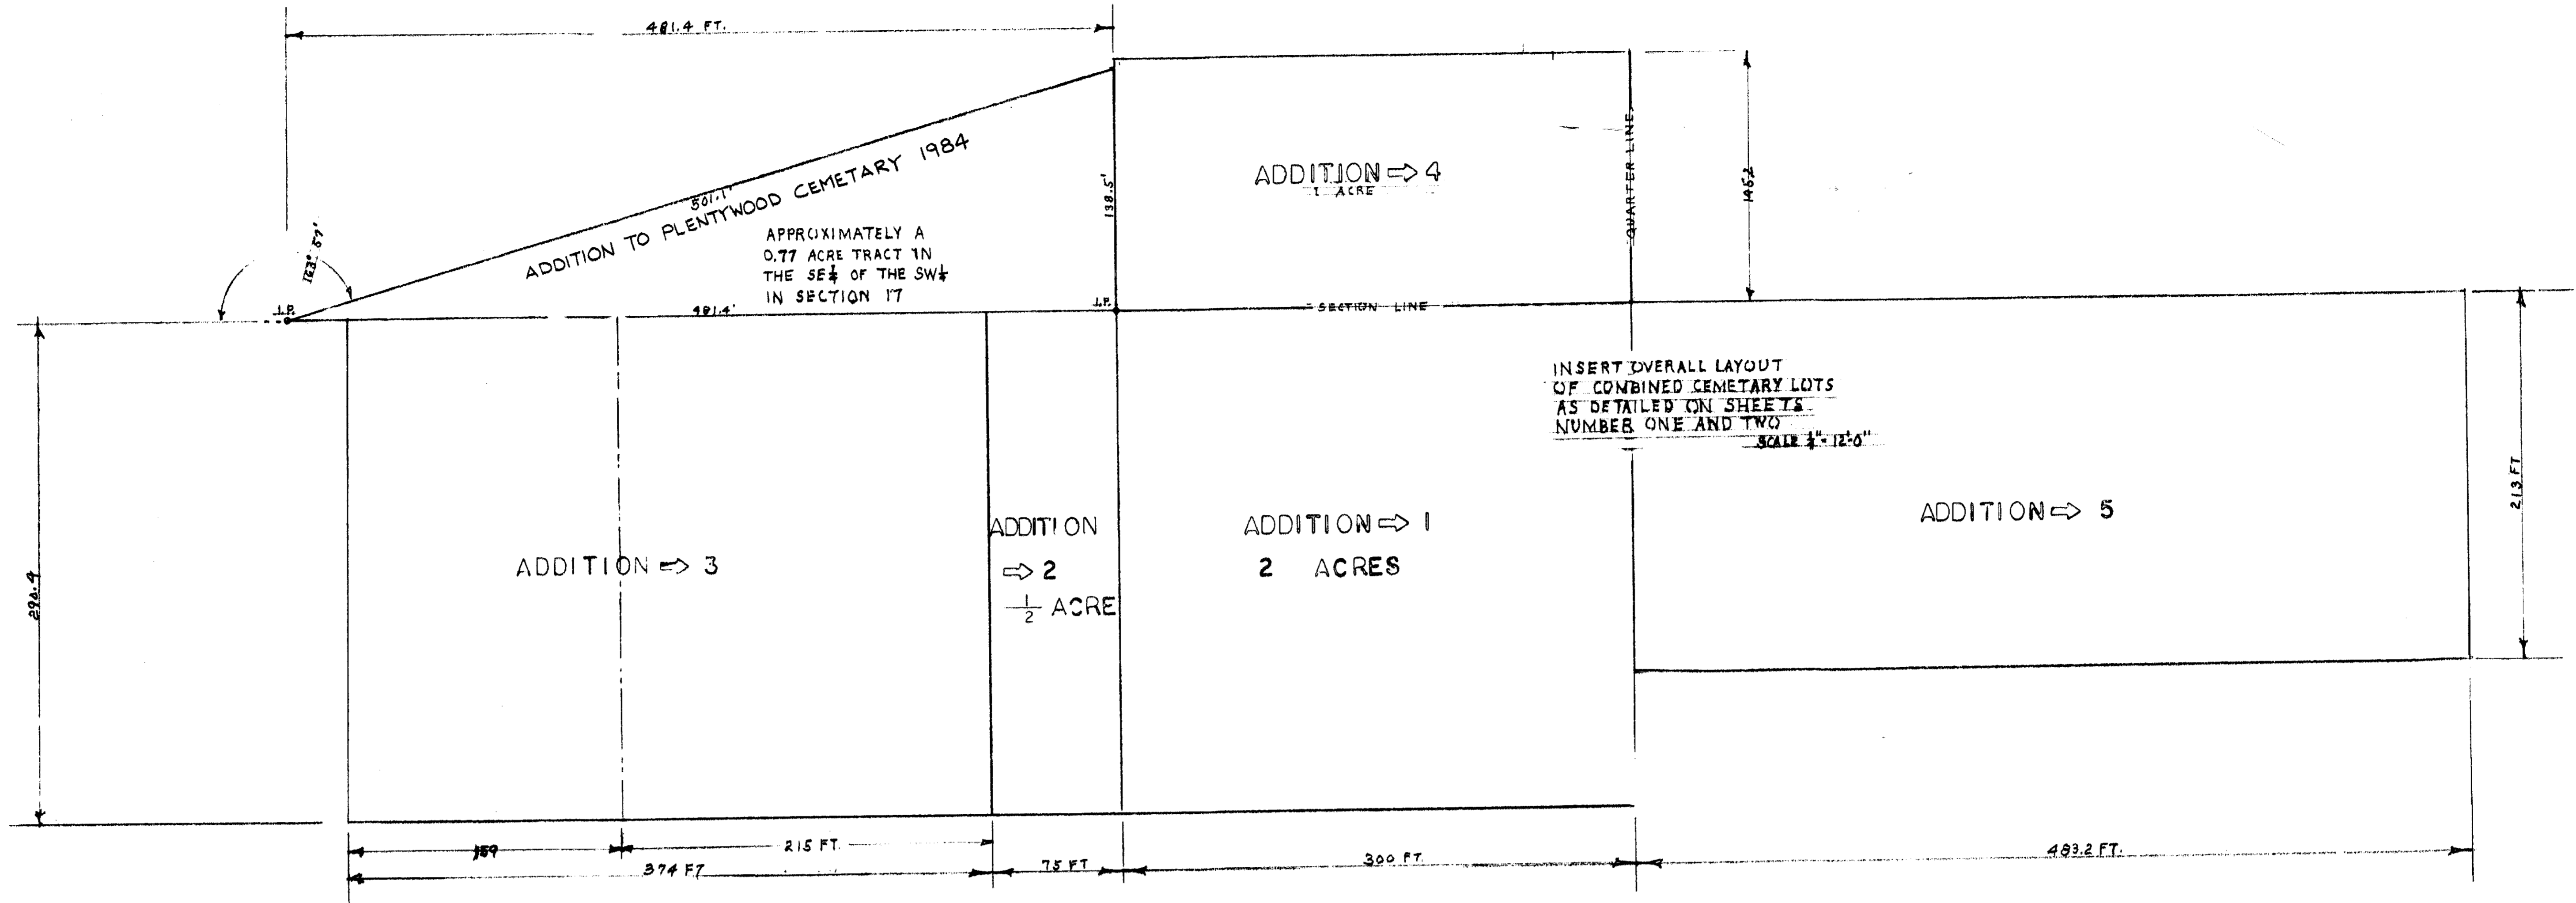 481.4 FT.
ADDITION TO PLENTYWOOD CEMETARY 1984
501.1'
163° 57'
APPROXIMATELY A
0.77 ACRE TRACT IN
THE SE¼ OF THE SW¼
IN SECTION 17
138.5'
ADDITION ⇨ 4
1 ACRE
QUARTER LINE
145.2
I.P.
481.4'
I.P.
SECTION LINE
INSERT OVERALL LAYOUT
OF COMBINED CEMETARY LOTS
AS DETAILED ON SHEETS
NUMBER ONE AND TWO
SCALE ¼" = 12'-0"
290.4
ADDITION ⇨ 3
ADDITION
⇨ 2
1/2 ACRE
ADDITION ⇨ 1
2 ACRES
ADDITION ⇨ 5
213 FT
159
215 FT.
374 FT
75 FT
300 FT.
483.2 FT.